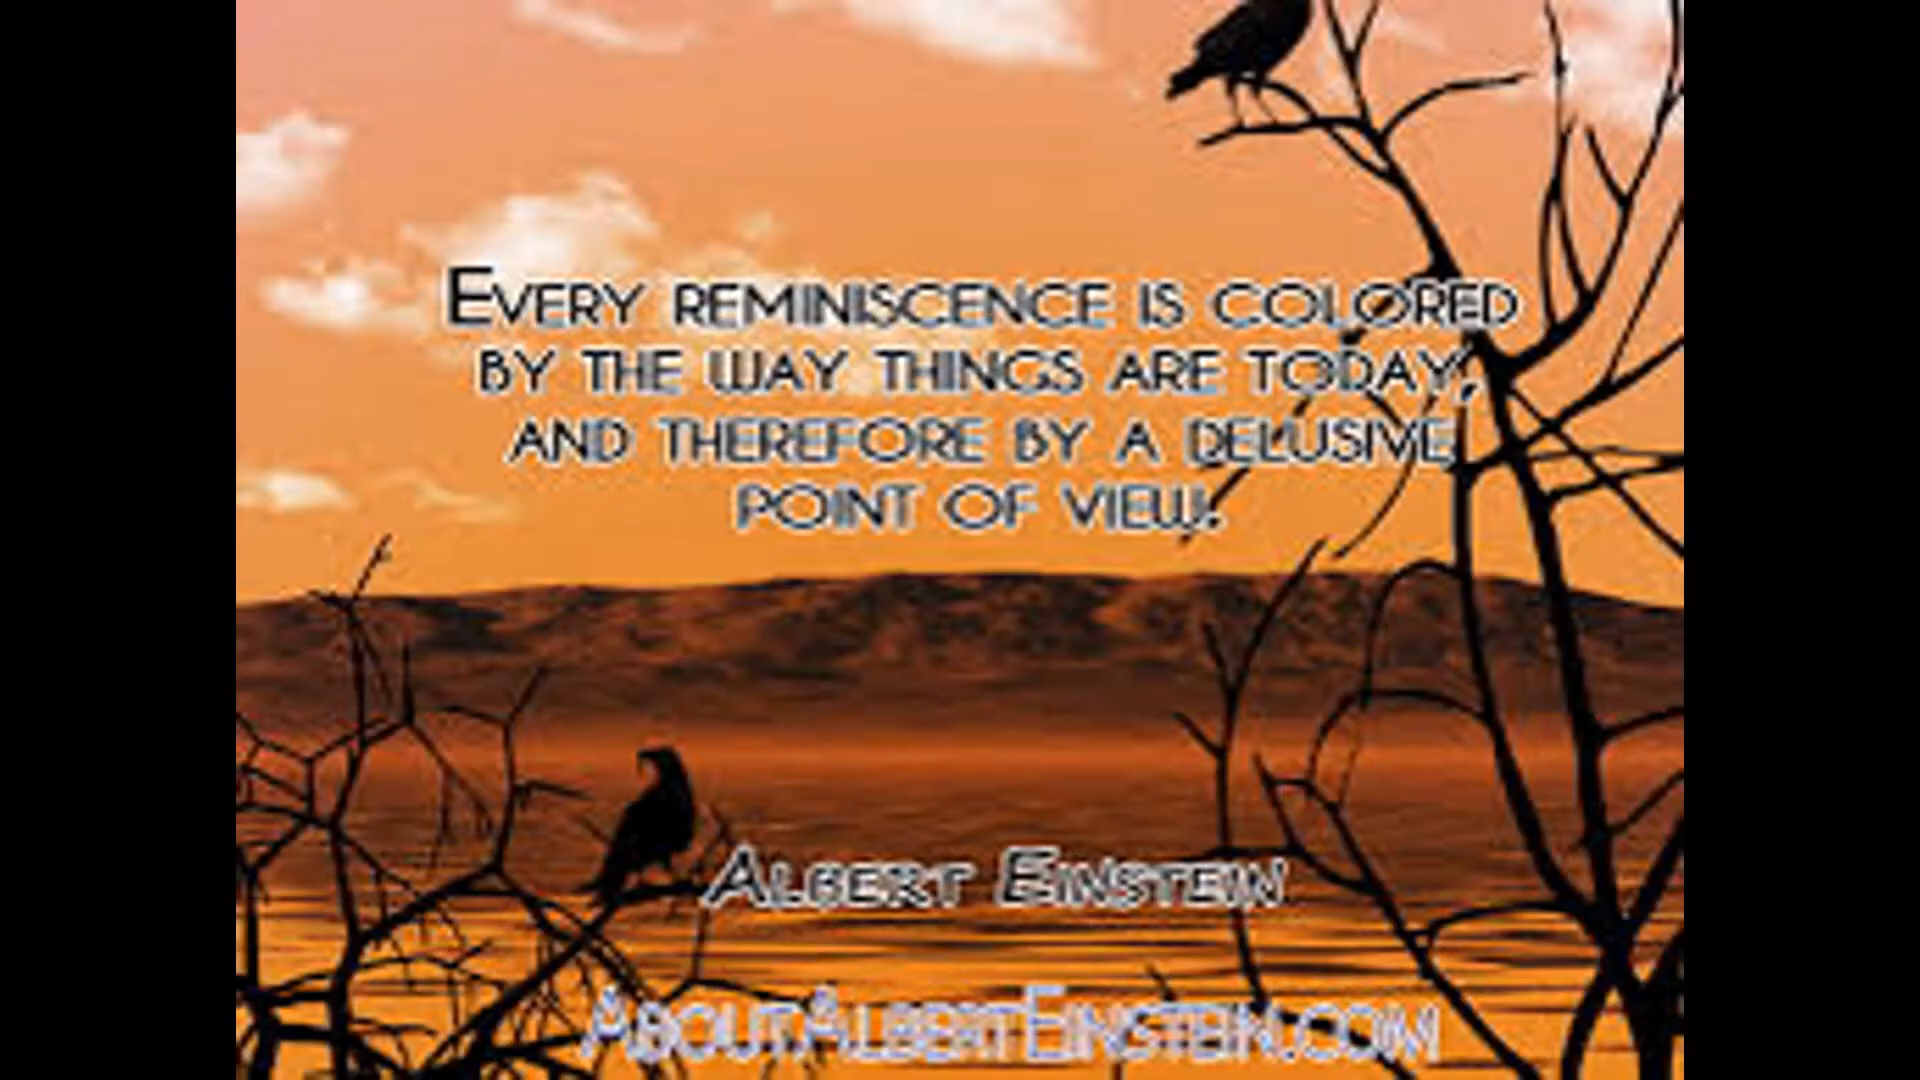 Every reminiscence is colored
by the way things are today,
and therefore by a delusive
point of view.
Albert Einstein
AboutAlbertEinstein.com